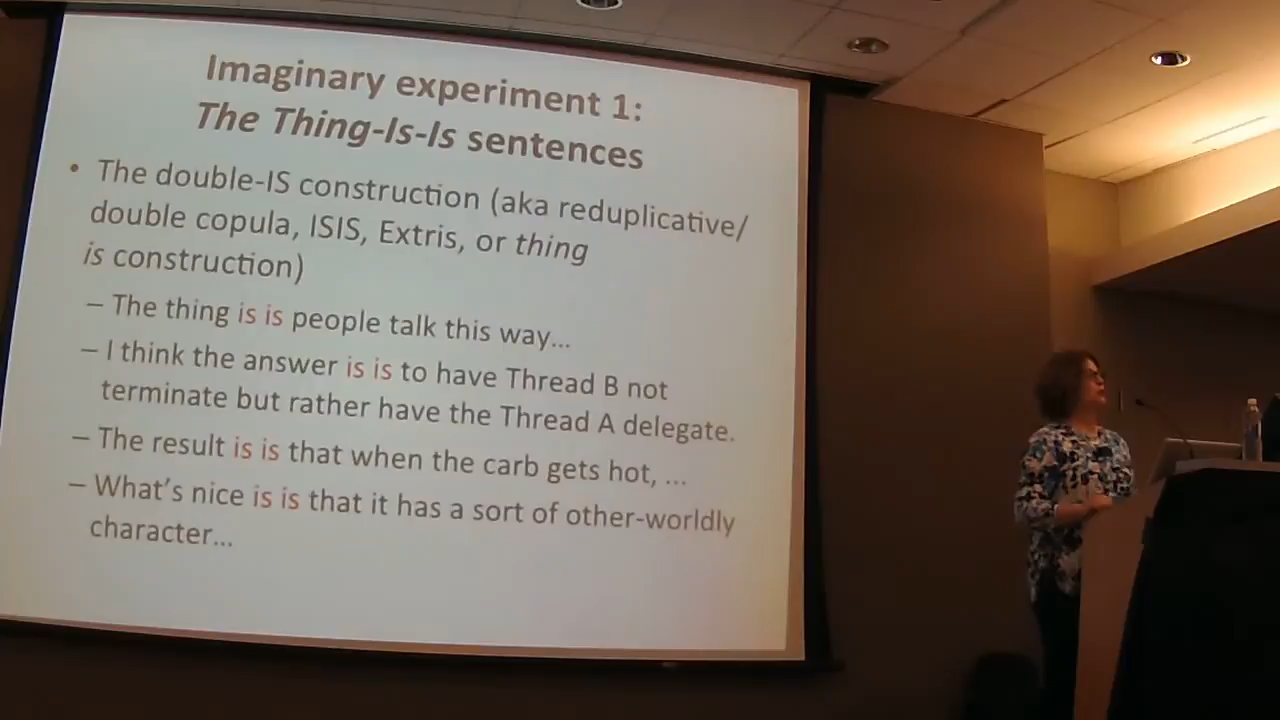 Imaginary experiment 1:
The Thing-Is-Is sentences
• The double-IS construction (aka reduplicative/
double copula, ISIS, Extris, or thing
is construction)
– The thing is is people talk this way...
– I think the answer is is to have Thread B not
terminate but rather have the Thread A delegate.
– The result is is that when the carb gets hot, ...
– What's nice is is that it has a sort of other-worldly
character...